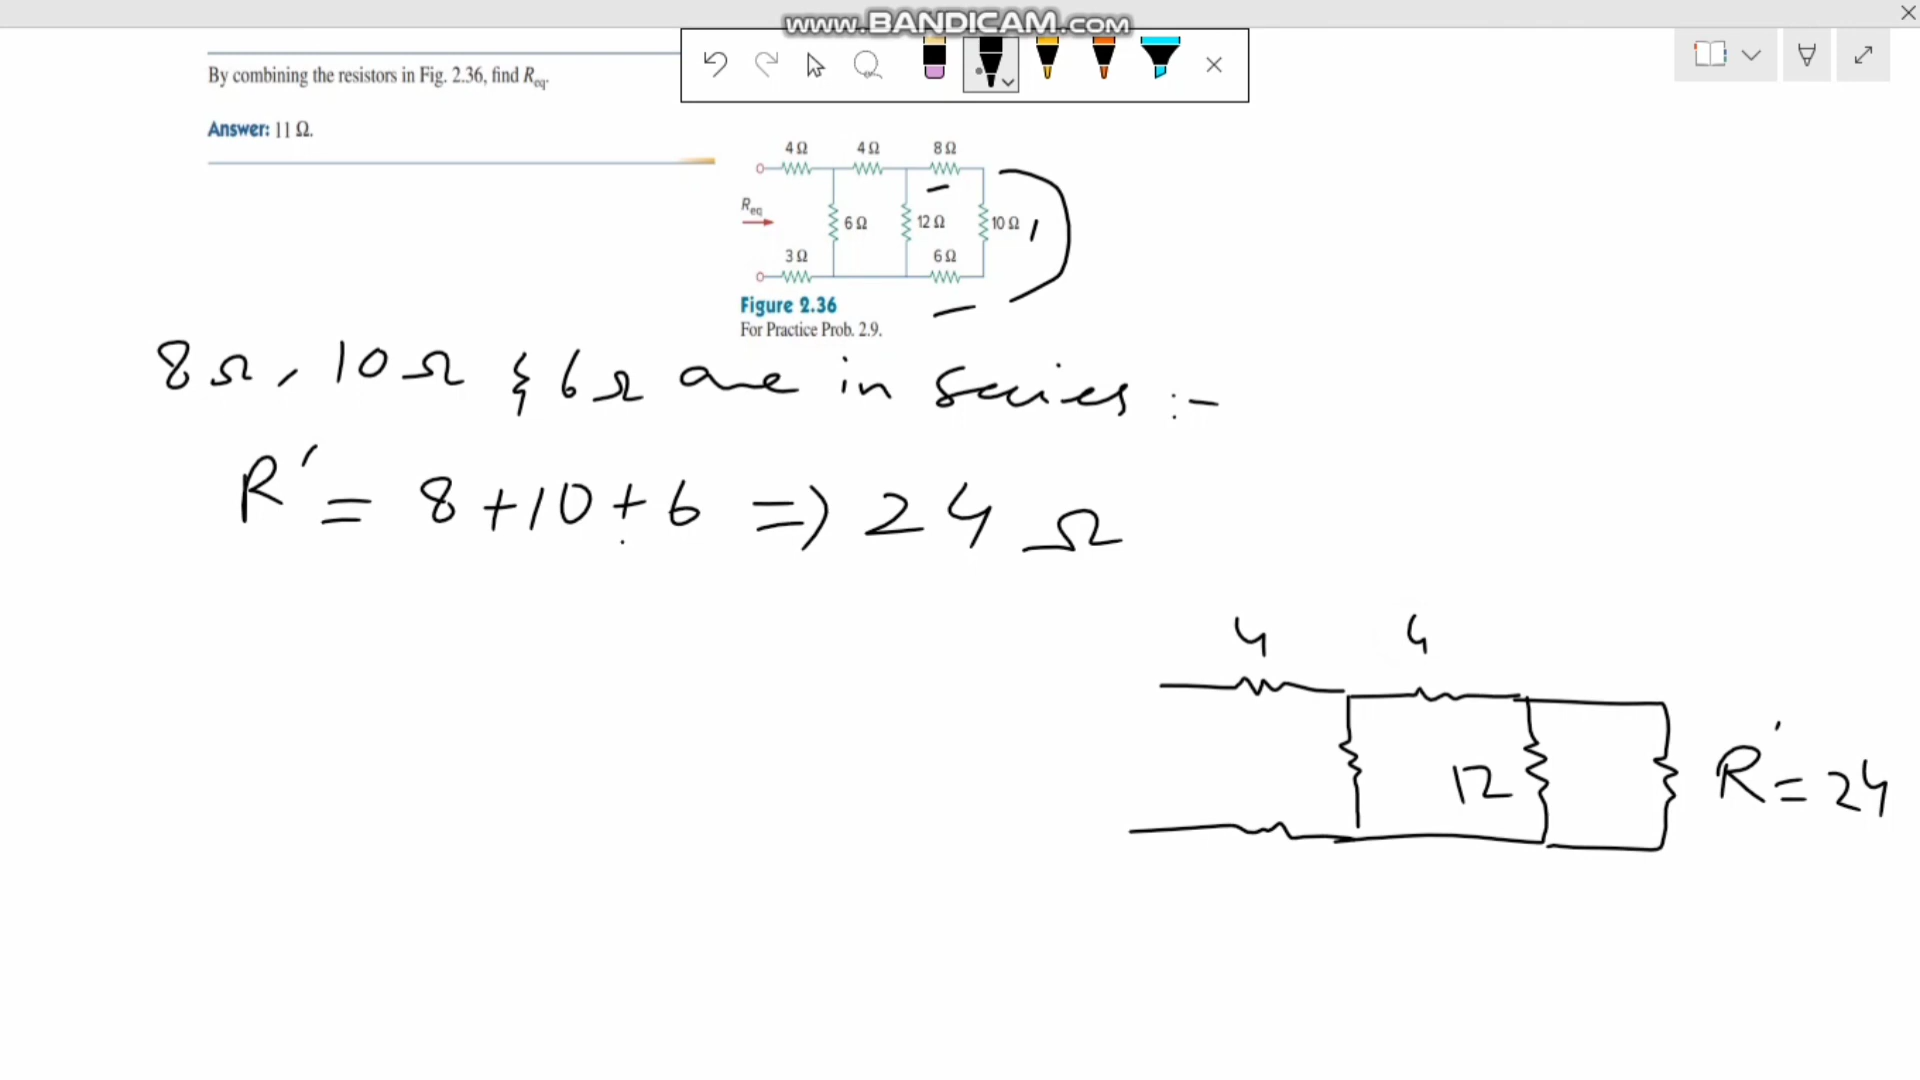 www.BANDICAM.com
By combining the resistors in Fig. 2.36, find Req.
Answer: 11 Ω.
4 Ω 4 Ω 8 Ω
Req
6 Ω 12 Ω 10 Ω
3 Ω 6 Ω
Figure 2.36
For Practice Prob. 2.9.
8Ω, 10Ω & 6Ω are in series :-
R' = 8+10+6 => 24 Ω
4 4
12 R' = 24